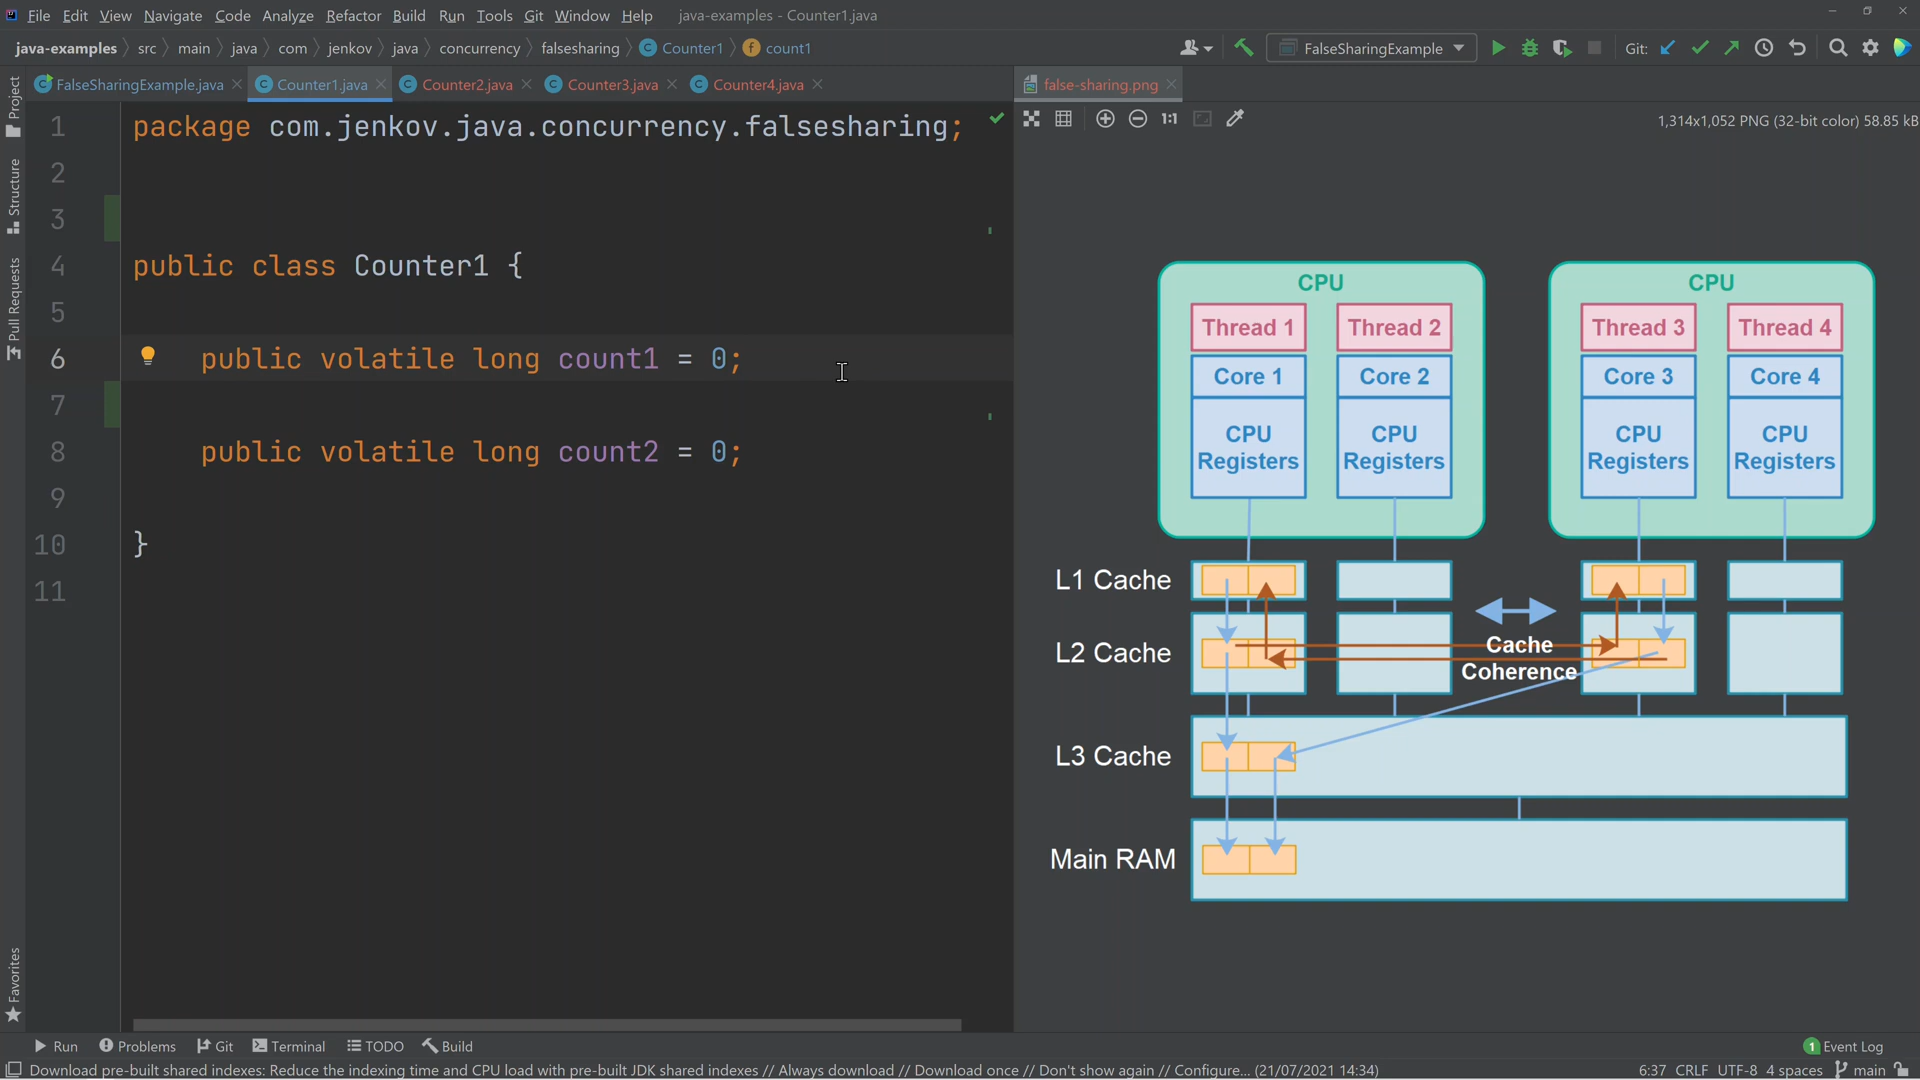 File Edit View Navigate Code Analyze Refactor Build Run Tools Git Window Help java-examples - Counter1.java
java-examples src main java com jenkov java concurrency falsesharing Counter1 count1 FalseSharingExample Git:
FalseSharingExample.java Counter1.java Counter2.java Counter3.java Counter4.java false-sharing.png
1:1 1,314x1,052 PNG (32-bit color) 58.85 kB
Project
Structure
Pull Requests
Favorites
1 package com.jenkov.java.concurrency.falsesharing;
2
3
4 public class Counter1 {
5
6 public volatile long count1 = 0;
7
8 public volatile long count2 = 0;
9
10 }
11
CPU CPU
Thread 1 Thread 2 Thread 3 Thread 4
Core 1 Core 2 Core 3 Core 4
CPU CPU CPU CPU
Registers Registers Registers Registers
L1 Cache
L2 Cache
Cache
Coherence
L3 Cache
Main RAM
Run Problems Git Terminal TODO Build 1 Event Log
Download pre-built shared indexes: Reduce the indexing time and CPU load with pre-built JDK shared indexes // Always download // Download once // Don't show again // Configure... (21/07/2021 14:34) 6:37 CRLF UTF-8 4 spaces main